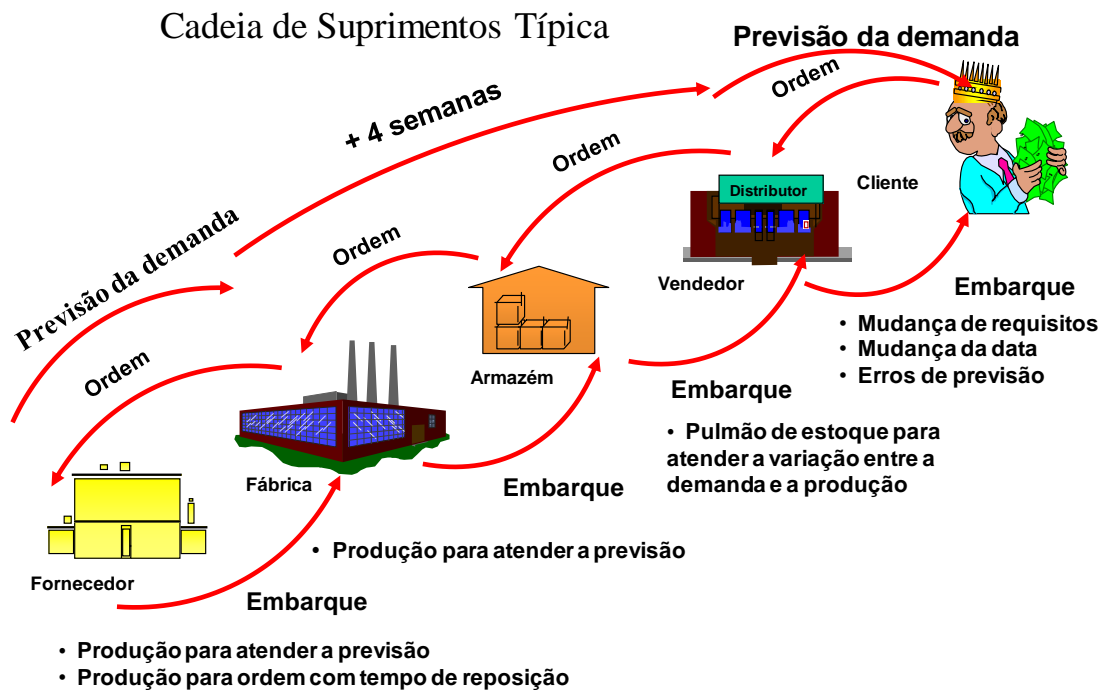 Cadeia de Suprimentos Típica
Previsão da demanda
Ordem
+ 4 semanas
Ordem
Distributor
Cliente
Previsão da demanda
Ordem
Vendedor
Embarque
• Mudança de requisitos
• Mudança da data
• Erros de previsão
Ordem
Armazém
Embarque
• Pulmão de estoque para
atender a variação entre a
demanda e a produção
Fábrica
Embarque
• Produção para atender a previsão
Fornecedor
Embarque
• Produção para atender a previsão
• Produção para ordem com tempo de reposição